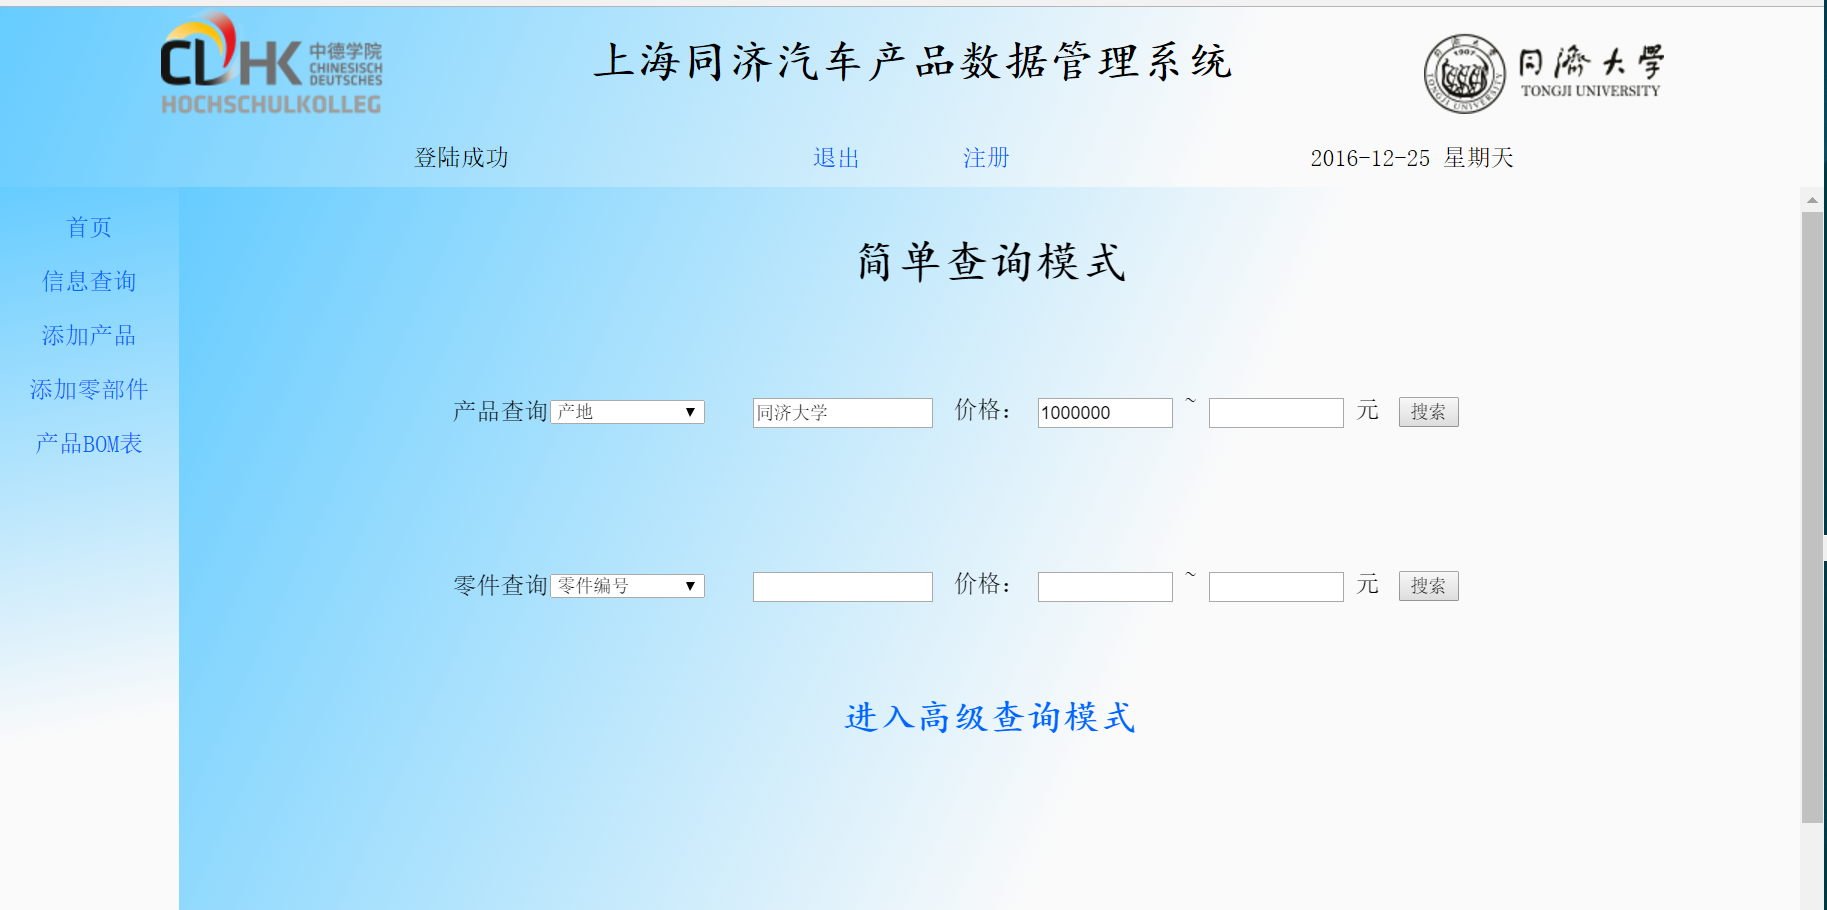 CDHK 中德学院
CHINESISCH
DEUTSCHES
HOCHSCHULKOLLEG
上海同济汽车产品数据管理系统
同濟大学
TONGJI UNIVERSITY
1907
登陆成功 退出 注册 2016-12-25 星期天
首页
信息查询
添加产品
添加零部件
产品BOM表
简单查询模式
产品查询 产地 ▼ 同济大学 价格： 1000000 ~ 元 搜索
零件查询 零件编号 ▼ 价格： ~ 元 搜索
进入高级查询模式